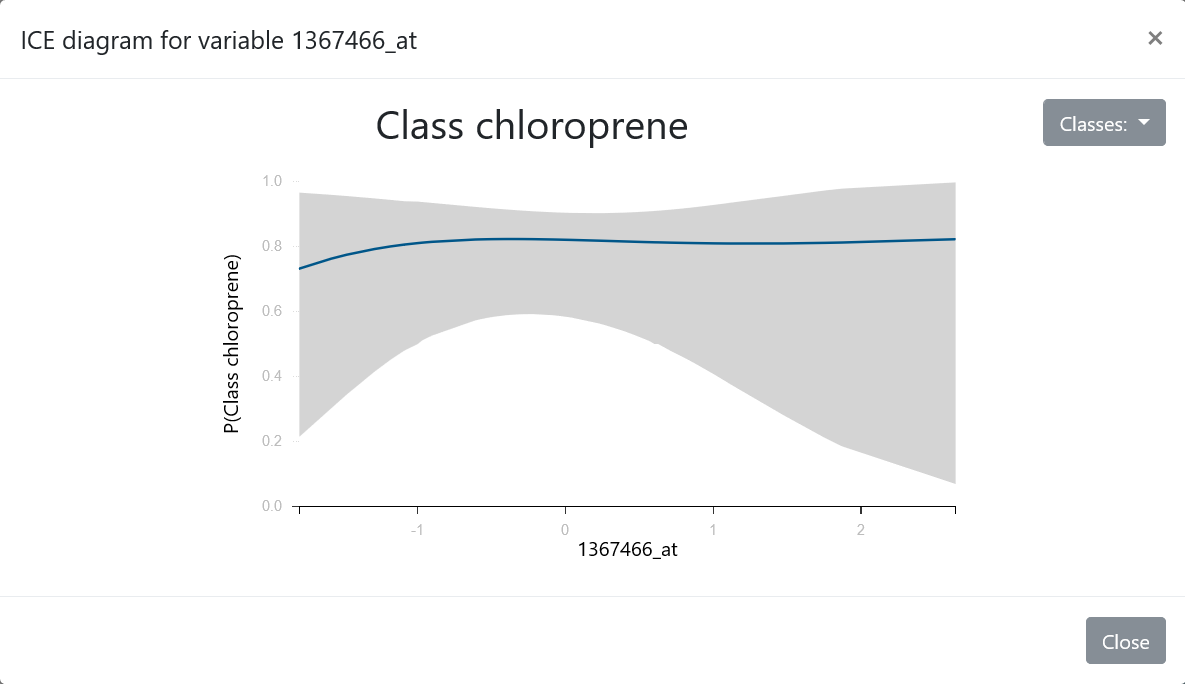 ICE diagram for variable 1367466_at
×
Class chloroprene
Classes:
1.0
0.8
0.6
0.4
0.2
0.0
P(Class chloroprene)
-1
0
1
2
1367466_at
Close